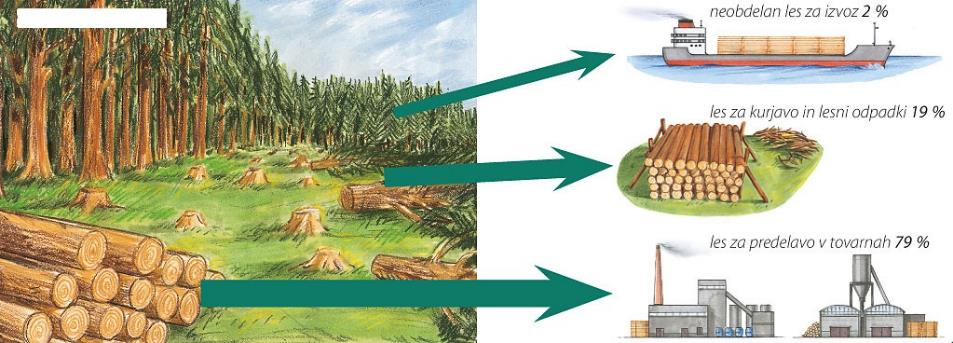 neobdelan les za izvoz 2 %
les za kurjavo in lesni odpadki 19 %
les za predelavo v tovarnah 79 %